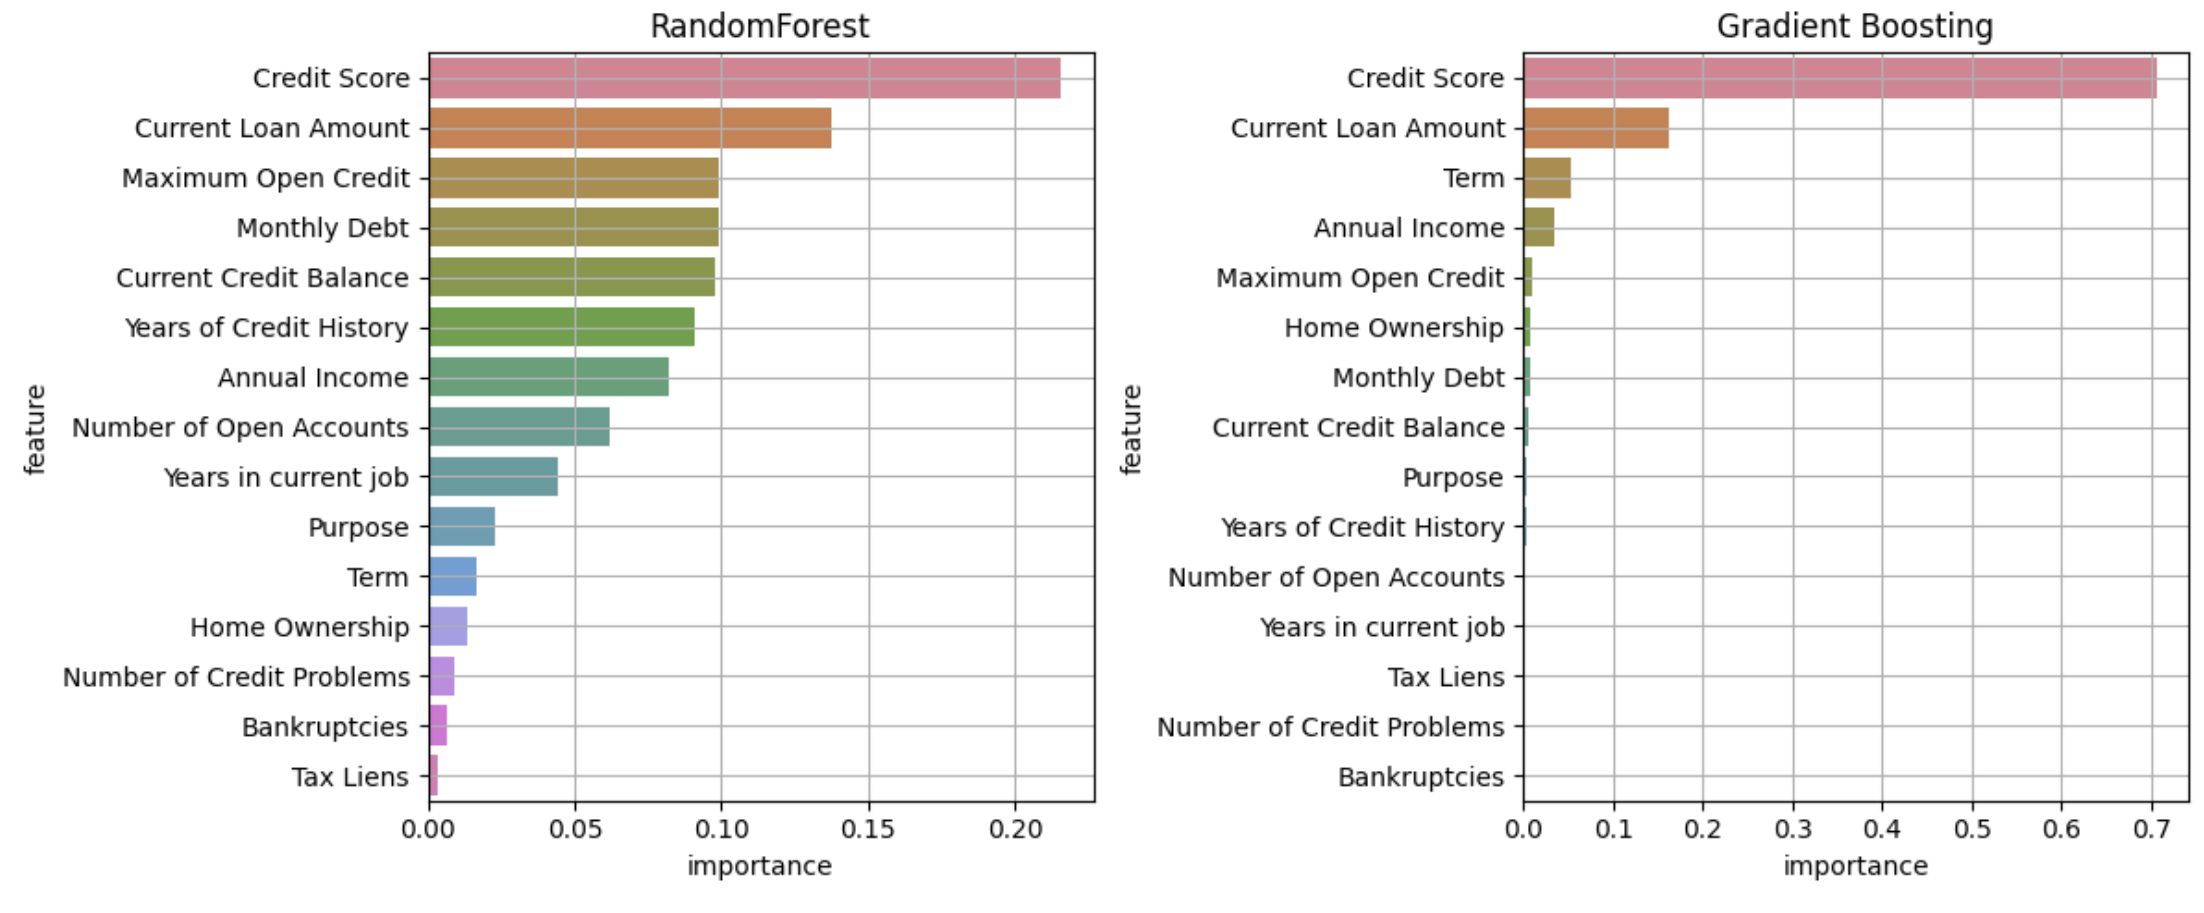 RandomForest
Credit Score
Current Loan Amount
Maximum Open Credit
Monthly Debt
Current Credit Balance
Years of Credit History
Annual Income
Number of Open Accounts
Years in current job
Purpose
Term
Home Ownership
Number of Credit Problems
Bankruptcies
Tax Liens
feature
0.00 0.05 0.10 0.15 0.20
importance
Gradient Boosting
Credit Score
Current Loan Amount
Term
Annual Income
Maximum Open Credit
Home Ownership
Monthly Debt
Current Credit Balance
Purpose
Years of Credit History
Number of Open Accounts
Years in current job
Tax Liens
Number of Credit Problems
Bankruptcies
feature
0.0 0.1 0.2 0.3 0.4 0.5 0.6 0.7
importance